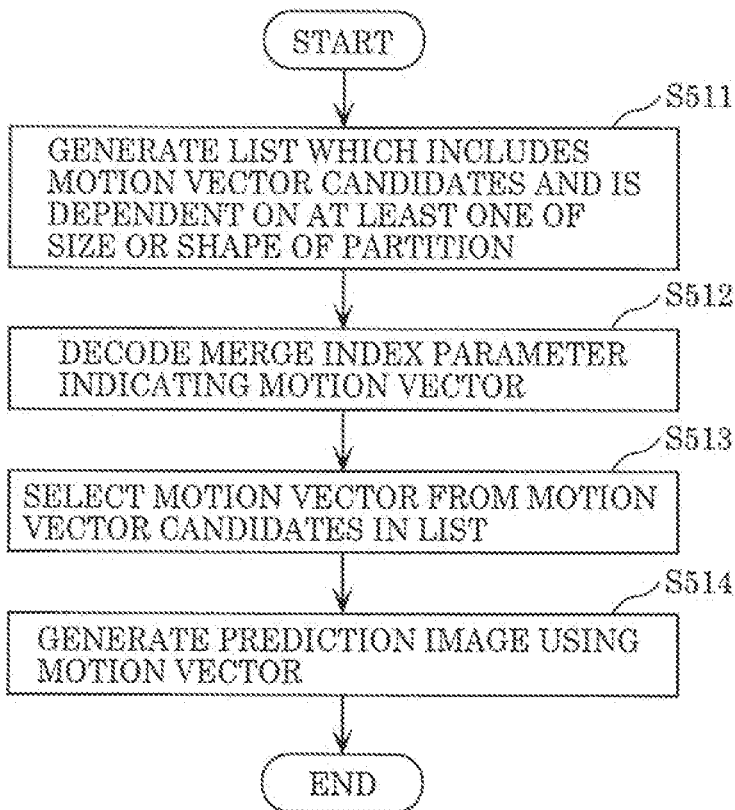 START
S511
GENERATE LIST WHICH INCLUDES
MOTION VECTOR CANDIDATES AND IS
DEPENDENT ON AT LEAST ONE OF
SIZE OR SHAPE OF PARTITION
S512
DECODE MERGE INDEX PARAMETER
INDICATING MOTION VECTOR
S513
SELECT MOTION VECTOR FROM MOTION
VECTOR CANDIDATES IN LIST
S514
GENERATE PREDICTION IMAGE USING
MOTION VECTOR
END